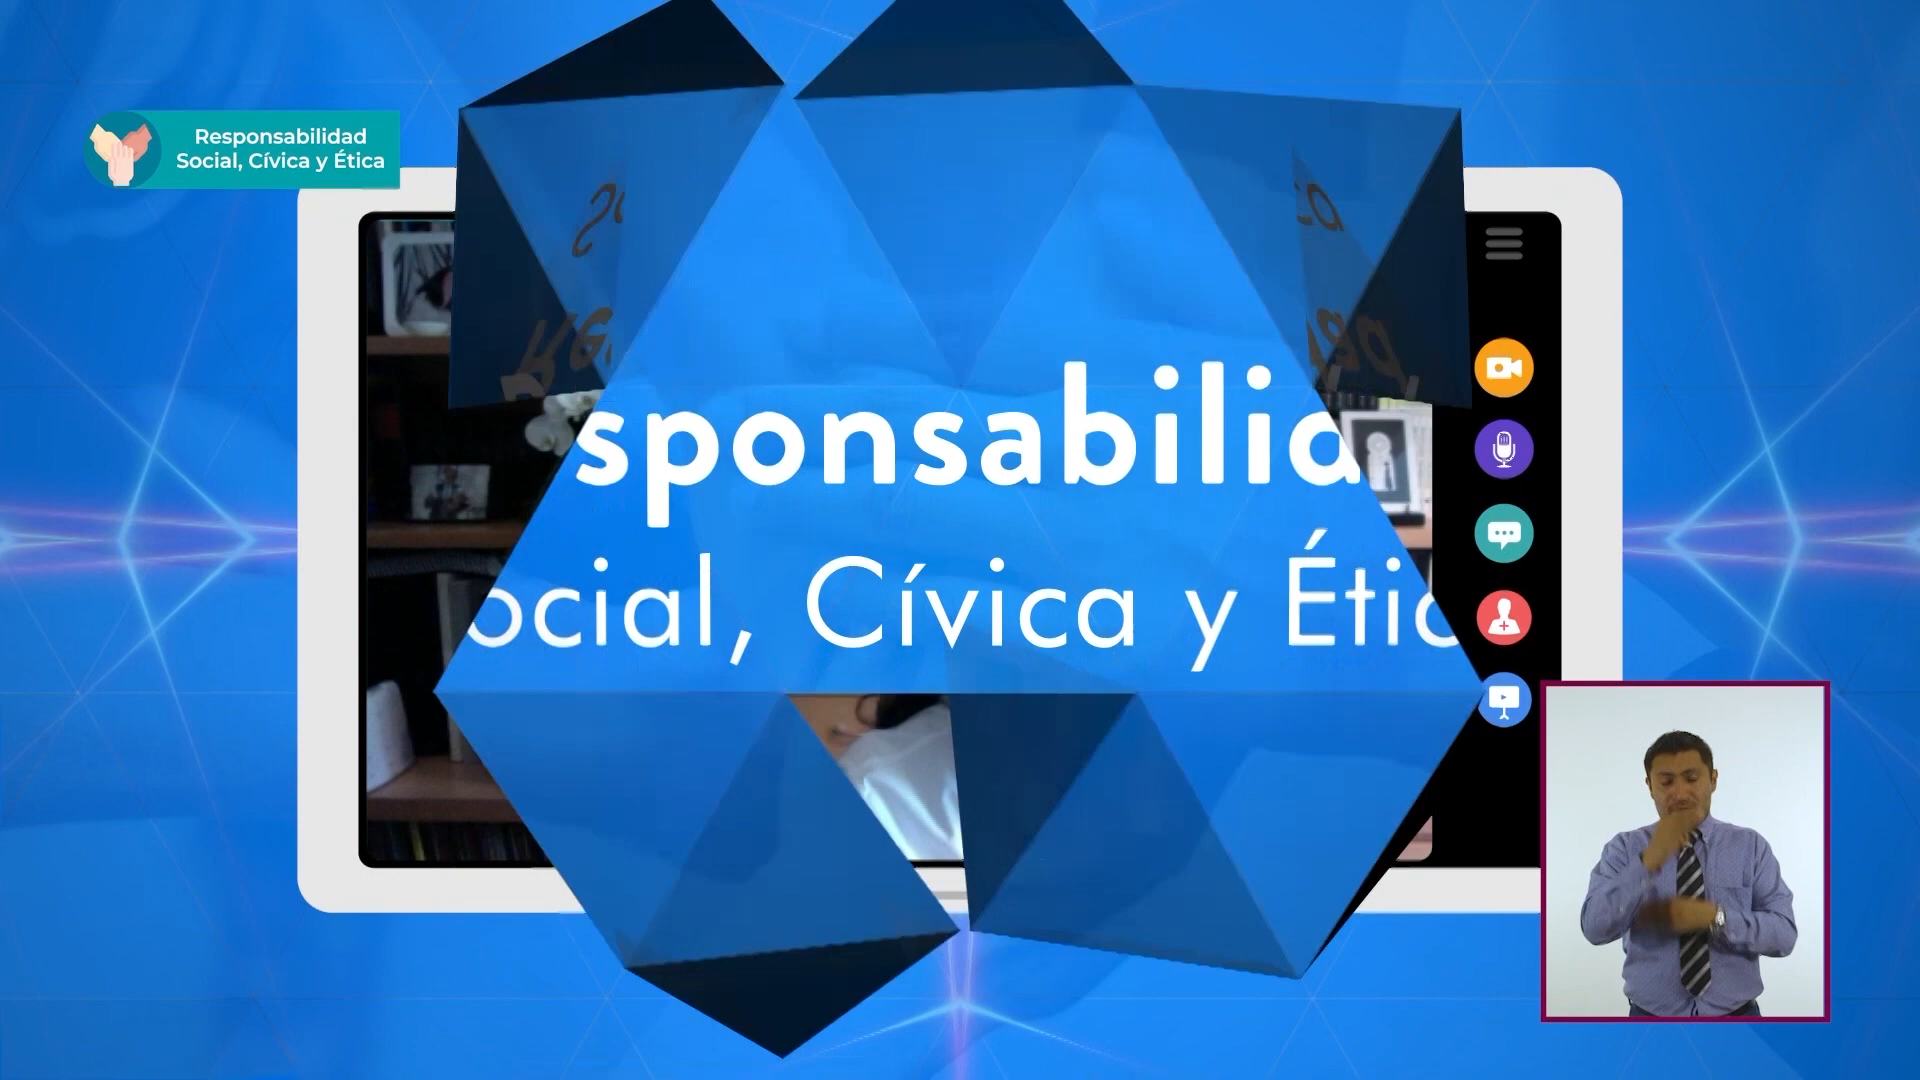 Responsabilidad
Social, Cívica y Ética
sponsabilid
ocial, Cívica y Étic